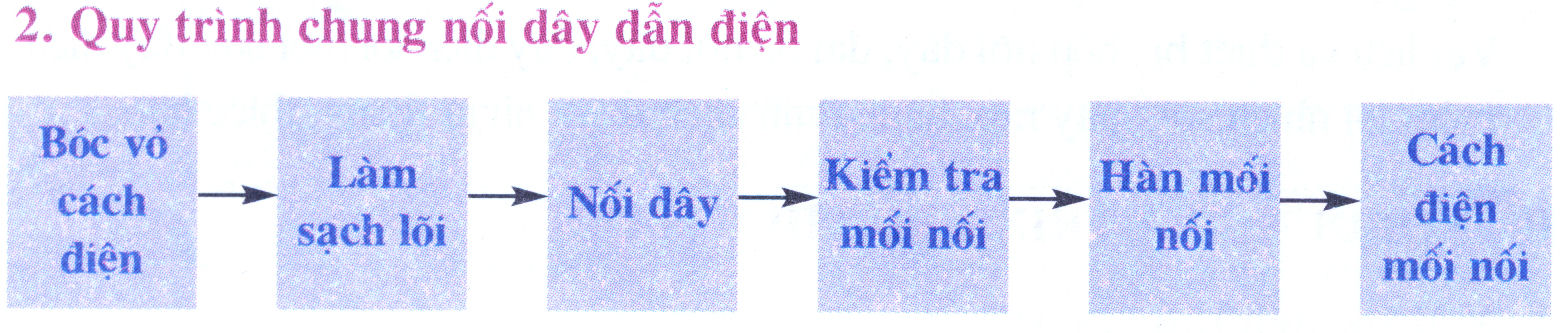 2. Quy trình chung nối dây dẫn điện
Bóc vỏ
cách
điện
Làm
sạch lõi
Nối dây
Kiểm tra
mối nối
Hàn mối
nối
Cách
điện
mối nối